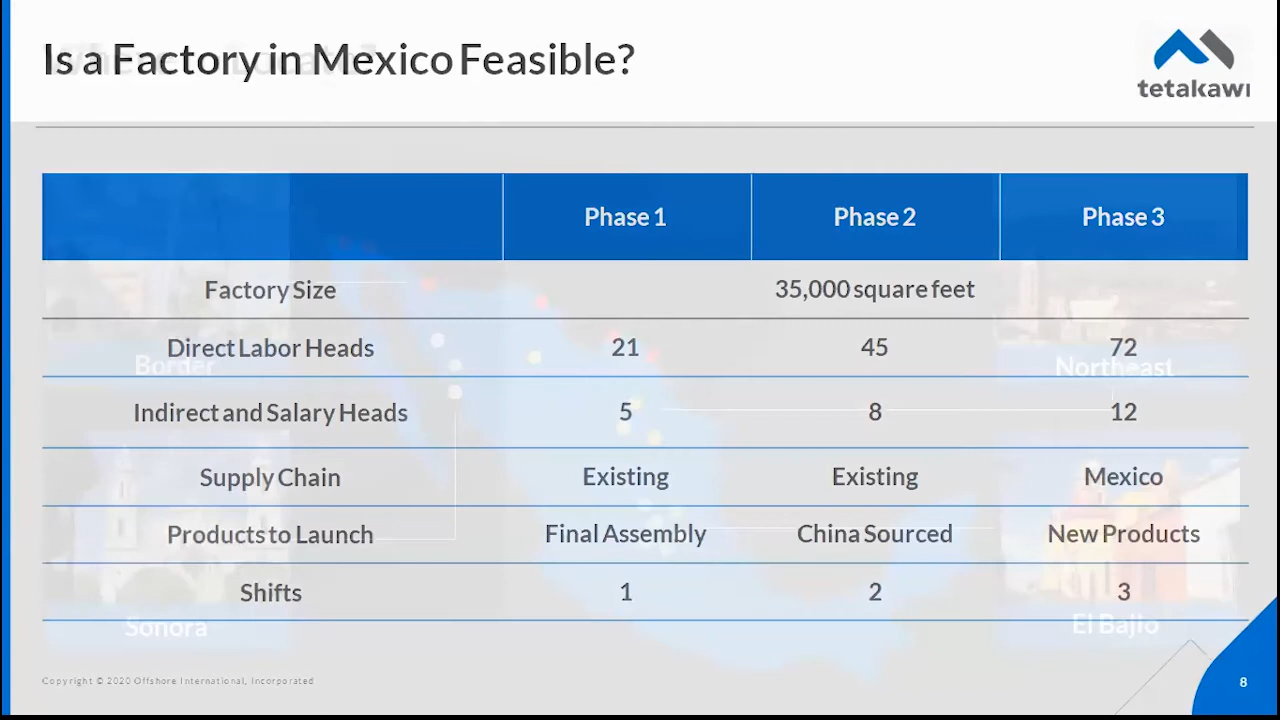 Is a Factory in Mexico Feasible?
tetakawi
Phase 1 Phase 2 Phase 3
Factory Size 35,000 square feet
Direct Labor Heads 21 45 72
Border Northeast
Indirect and Salary Heads 5 8 12
Supply Chain Existing Existing Mexico
Products to Launch Final Assembly China Sourced New Products
Shifts 1 2 3
Sonora El Bajio
Copyright © 2020 Offshore International, Incorporated
8